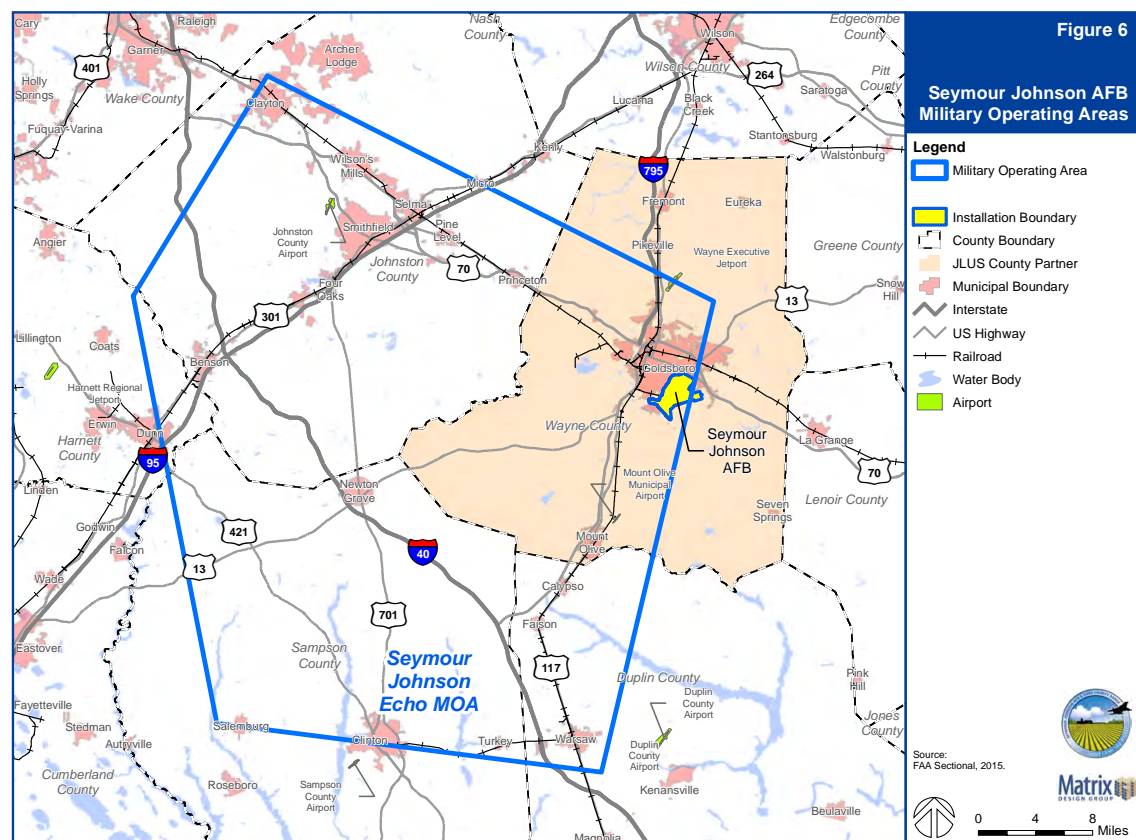 Figure 6
Seymour Johnson AFB
Military Operating Areas
Legend
Military Operating Area
Installation Boundary
County Boundary
JLUS County Partner
Municipal Boundary
Interstate
US Highway
Railroad
Water Body
Airport
Source:
FAA Sectional, 2015.
Matrix
DESIGN GROUP
0 4 8
Miles
Cary
Raleigh
Nash
County
Edgecombe
County
Garner
Archer
Lodge
Wilson
401
Wilson County
264
Pitt
County
Holly
Springs
Wake County
Clayton
Lucama
Black
Creek
Saratoga
Fuquay-Varina
Stantonsburg
Kenly
Walstonburg
Wilson's
Mills
795
Micro
Selma
Fremont
Eureka
Smithfield
Pine
Level
Angier
Johnston
County
Airport
Pikeville
Wayne Executive
Jetport
Greene County
Johnston
County
70
Princeton
Four
Oaks
13
Snow
Hill
301
Lillington
Coats
Benson
Goldsboro
Harnett Regional
Jetport
Erwin
Dunn
Harnett
County
Wayne County
Seymour
Johnson
AFB
La Grange
95
70
Linden
Newton
Grove
Mount Olive
Municipal
Airport
Lenoir County
Seven
Springs
Godwin
421
Falcon
Mount
Olive
40
13
Wade
Calypso
701
Faison
Eastover
Sampson
County
Seymour
Johnson
Echo MOA
117
Duplin County
Pink
Hill
Fayetteville
Stedman
Salemburg
Duplin
County
Airport
Jones
County
Autryville
Clinton
Turkey
Warsaw
Duplin
County
Airport
Cumberland
County
Roseboro
Sampson
County
Airport
Kenansville
Beulaville
Magnolia